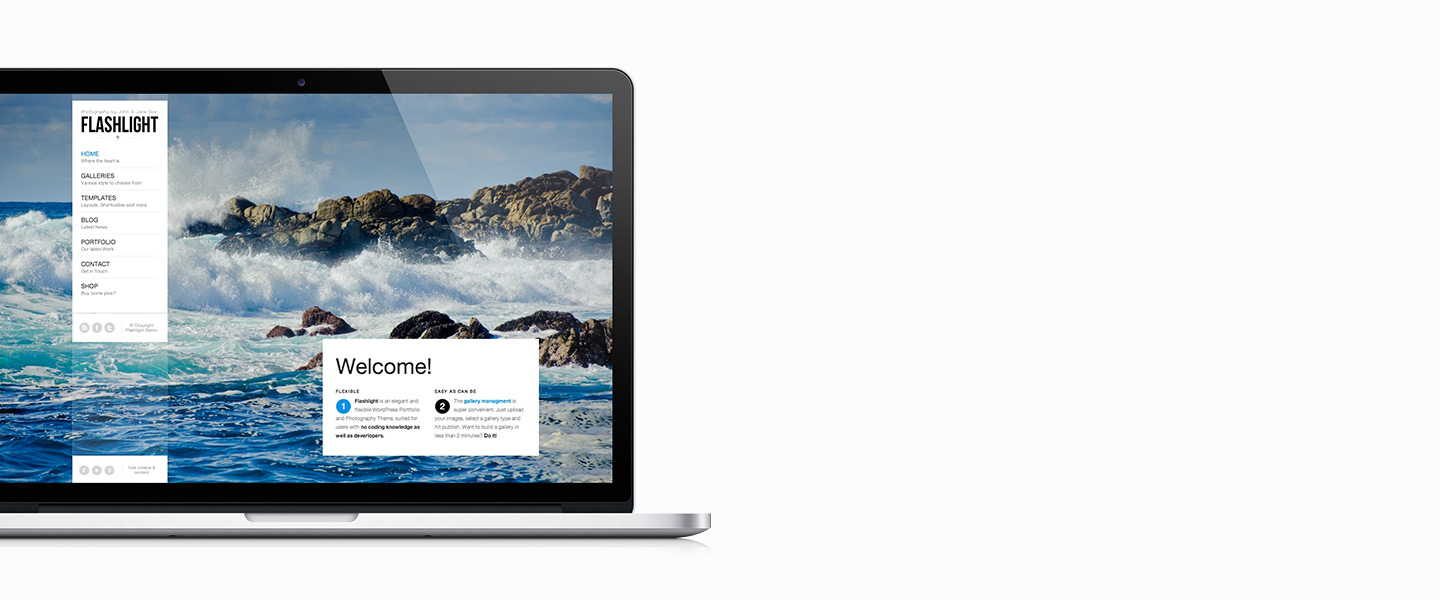 Photography by John & Jane Doe
FLASHLIGHT
HOME
Where the heart is
GALLERIES
Various style to choose from
TEMPLATES
Layouts, Shortcodes and more
BLOG
Latest News
PORTFOLIO
Our latest Work
CONTACT
Get in Touch
SHOP
Buy some pics?
© Copyright
Flashlight Demo
hide sidebar &
content
Welcome!
FLEXIBLE
1 Flashlight is an elegant and
flexible WordPress Portfolio
and Photography Theme, suited for
users with no coding knowledge as
well as deverlopers.
EASY AS CAN BE
2 The gallery managment is
super convenient. Just upload
your images, select a gallery type and
hit publish. Want to build a gallery in
less than 2 minutes? Do it!